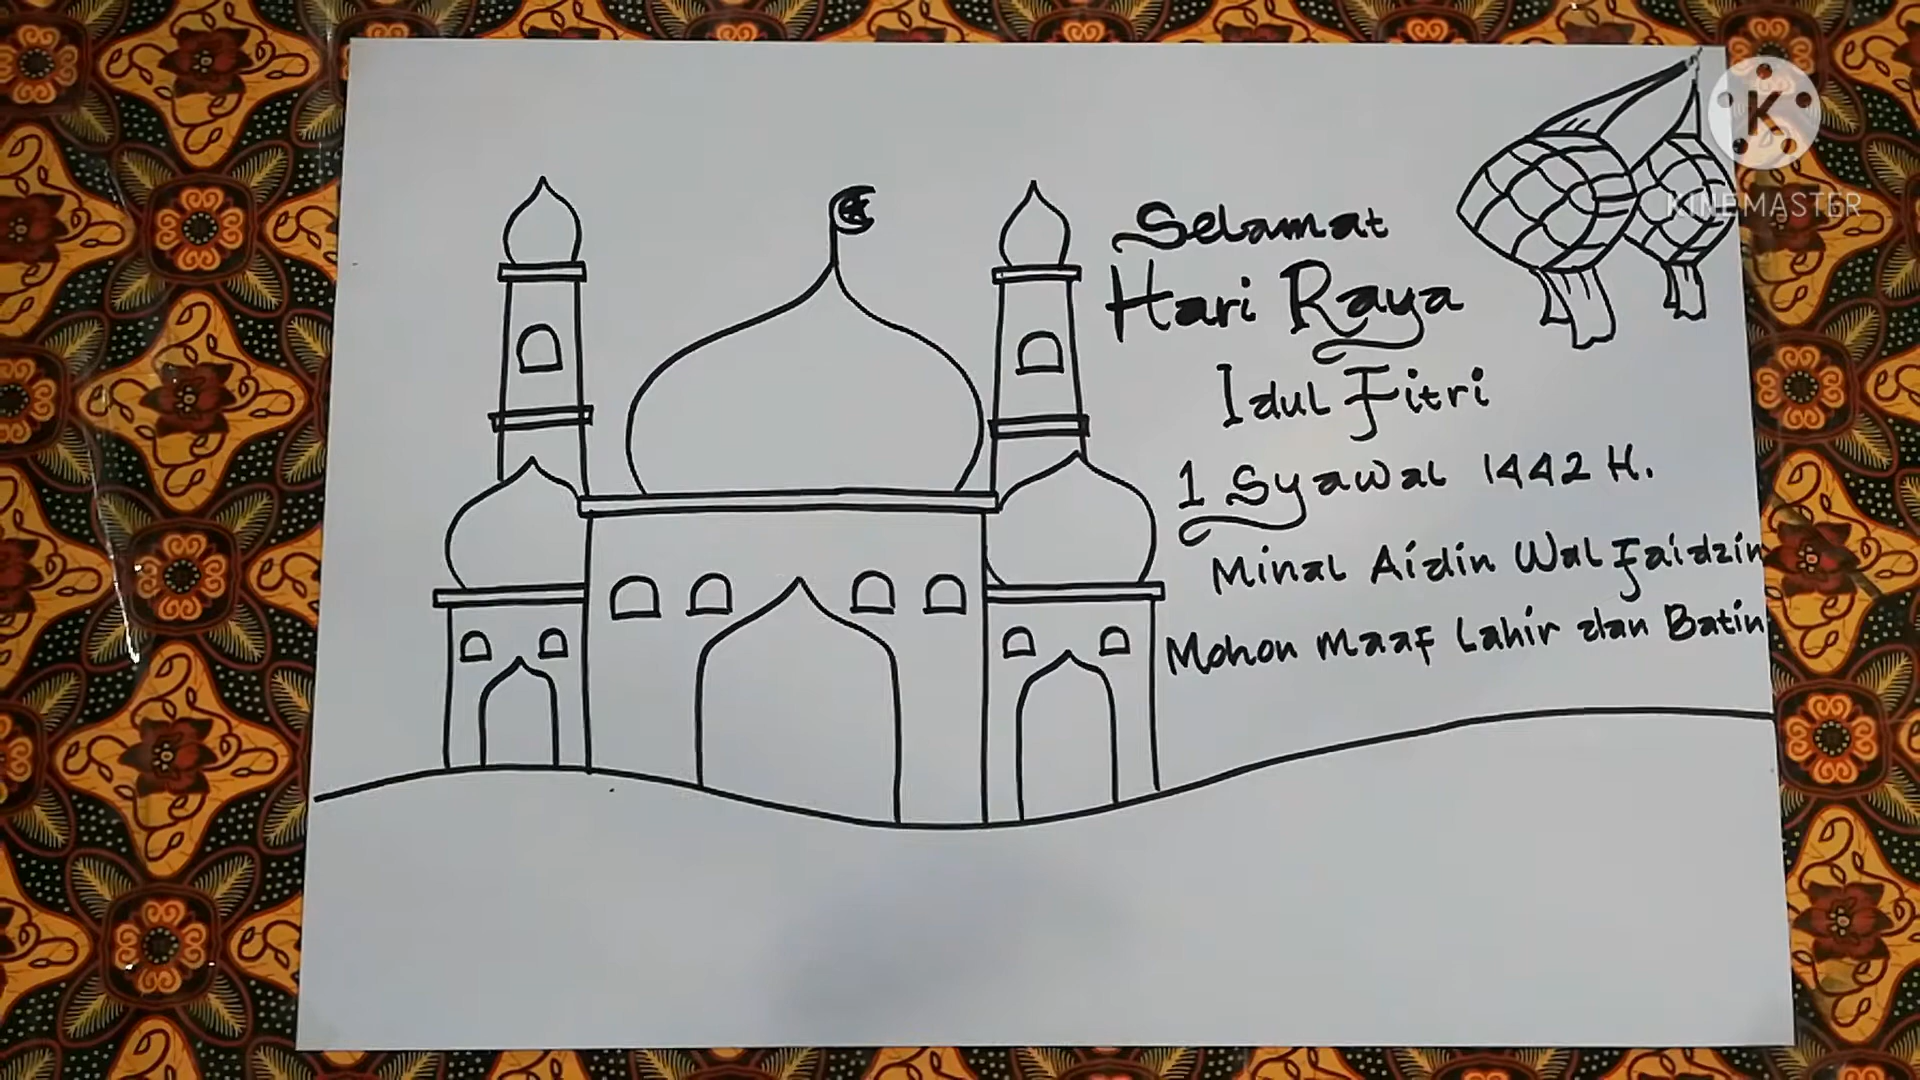 Selamat
Hari Raya
Idul Fitri
1 Syawal 1442 H.
Minal Aidin Wal Faidzin
Mohon Maaf Lahir dan Batin
K
KINEMASTER